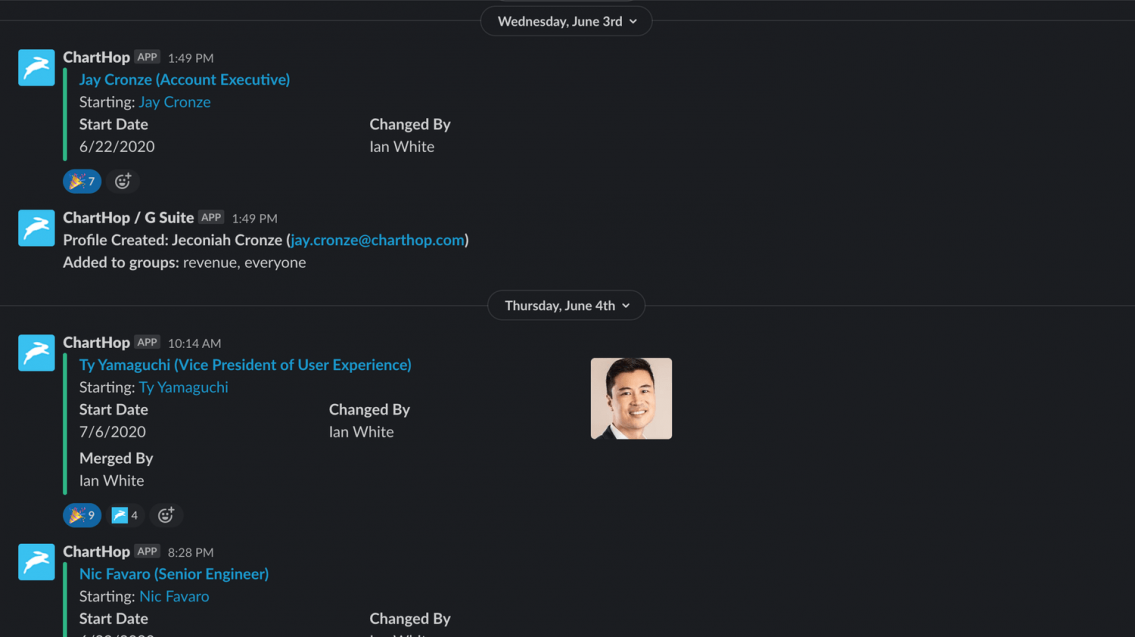 Wednesday, June 3rd
ChartHop APP 1:49 PM
Jay Cronze (Account Executive)
Starting: Jay Cronze
Start Date Changed By
6/22/2020 Ian White
7
ChartHop / G Suite APP 1:49 PM
Profile Created: Jeconiah Cronze (jay.cronze@charthop.com)
Added to groups: revenue, everyone
Thursday, June 4th
ChartHop APP 10:14 AM
Ty Yamaguchi (Vice President of User Experience)
Starting: Ty Yamaguchi
Start Date Changed By
7/6/2020 Ian White
Merged By
Ian White
9 4
ChartHop APP 8:28 PM
Nic Favaro (Senior Engineer)
Starting: Nic Favaro
Start Date Changed By